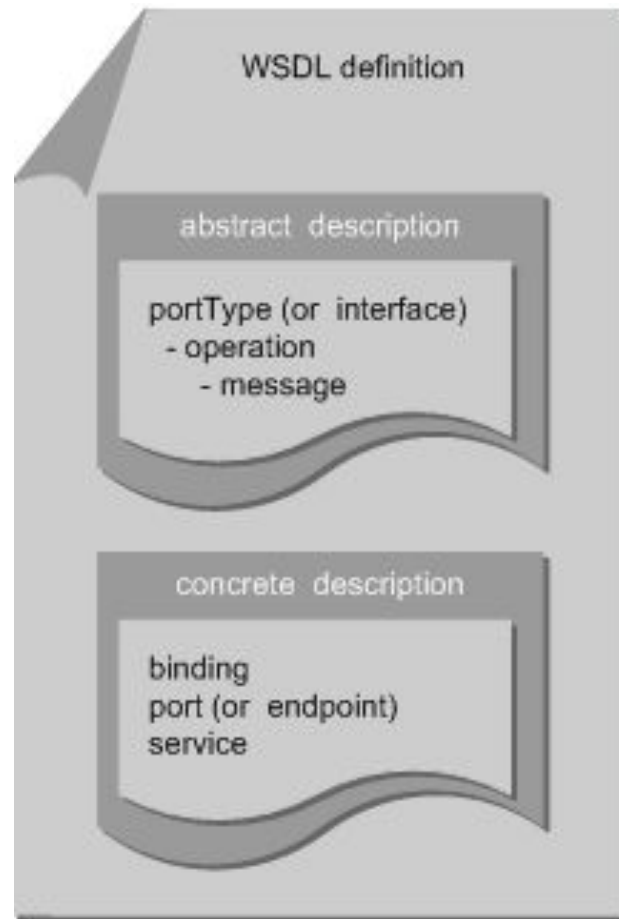 WSDL definition
abstract description
portType (or interface)
- operation
- message
concrete description
binding
port (or endpoint)
service